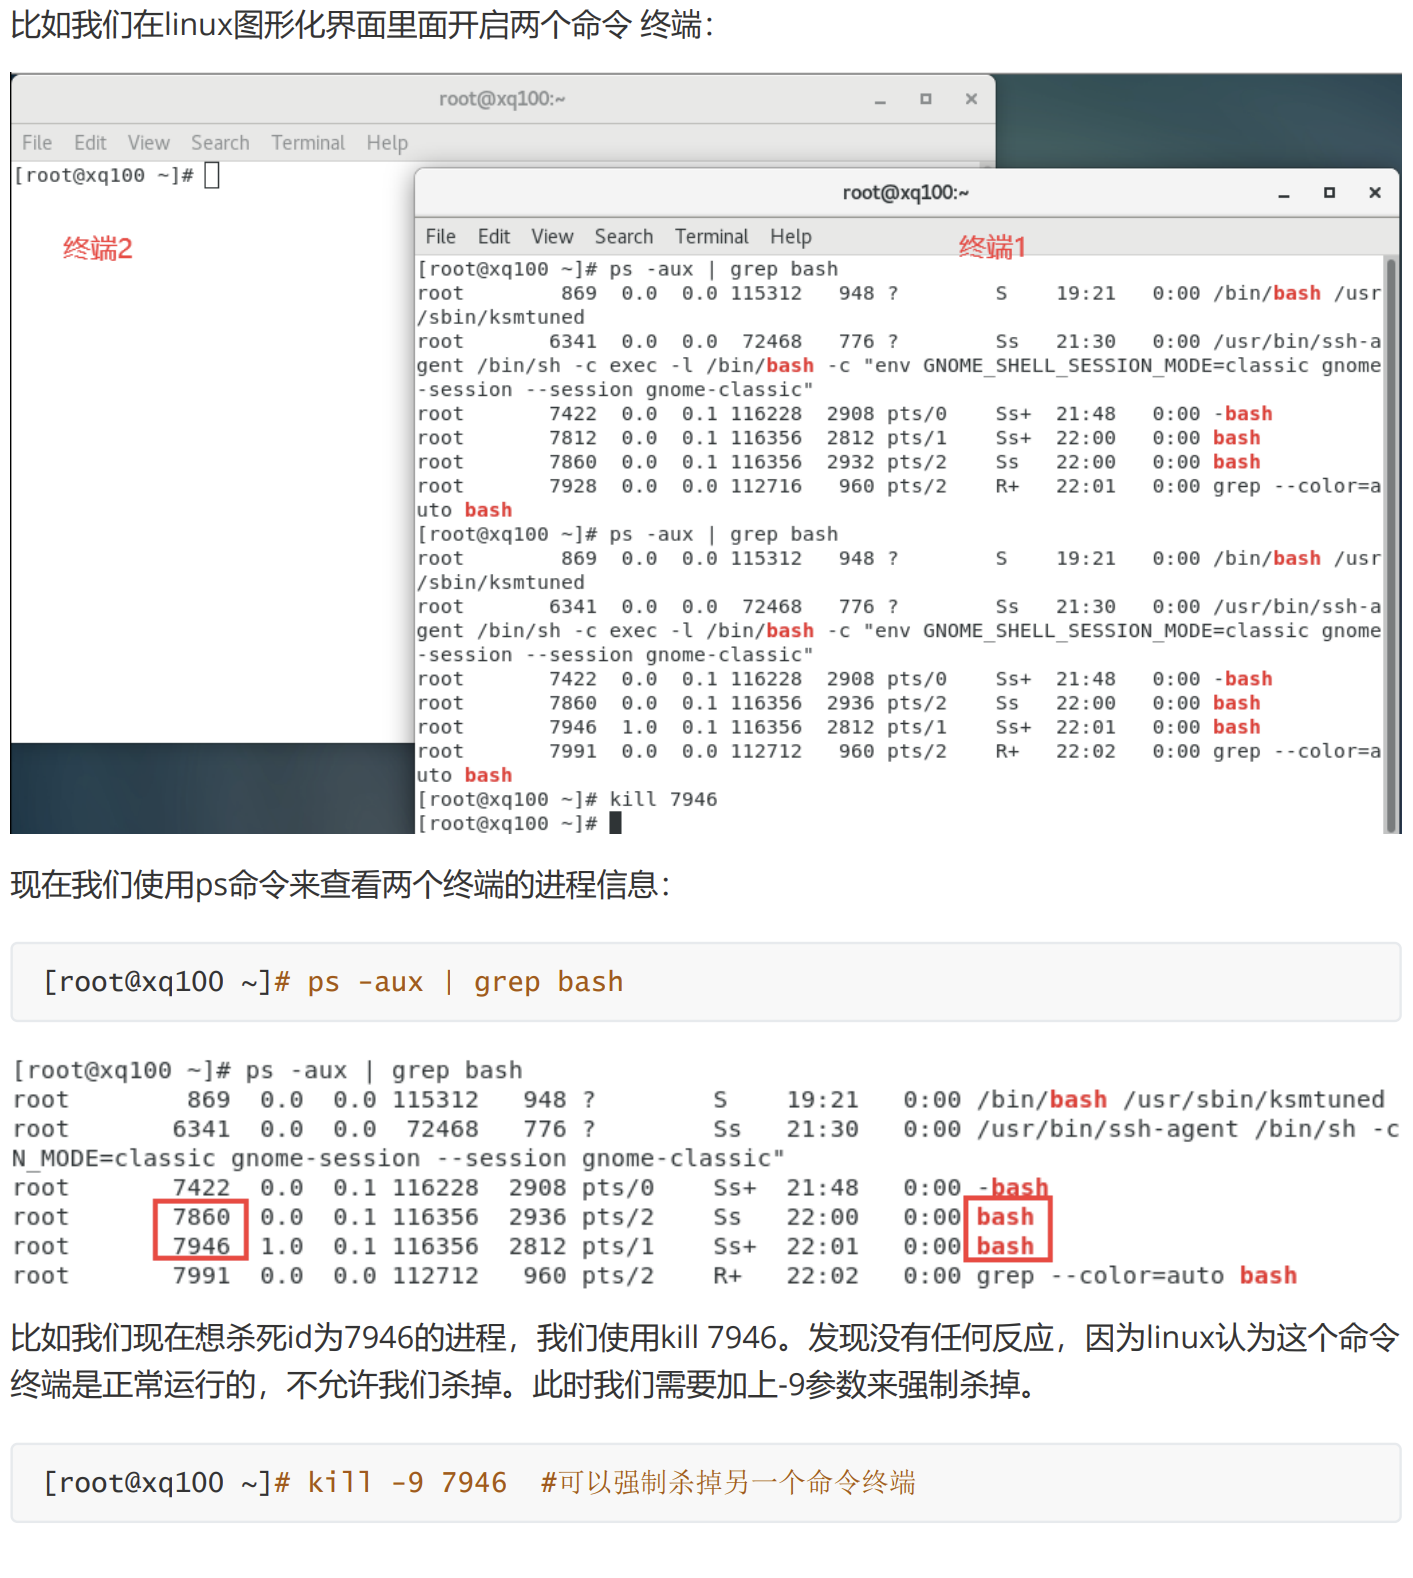 比如我们在linux图形化界面里面开启两个命令 终端：
root@xq100:~
File Edit View Search Terminal Help
[root@xq100 ~]#
终端2
root@xq100:~
File Edit View Search Terminal Help
终端1
[root@xq100 ~]# ps -aux | grep bash
root        869  0.0  0.0 115312   948 ?        S    19:21   0:00 /bin/bash /usr
/sbin/ksmtuned
root       6341  0.0  0.0  72468   776 ?        Ss   21:30   0:00 /usr/bin/ssh-a
gent /bin/sh -c exec -l /bin/bash -c "env GNOME_SHELL_SESSION_MODE=classic gnome
-session --session gnome-classic"
root       7422  0.0  0.1 116228  2908 pts/0    Ss+  21:48   0:00 -bash
root       7812  0.0  0.1 116356  2812 pts/1    Ss+  22:00   0:00 bash
root       7860  0.0  0.1 116356  2932 pts/2    Ss   22:00   0:00 bash
root       7928  0.0  0.0 112716   960 pts/2    R+   22:01   0:00 grep --color=a
uto bash
[root@xq100 ~]# ps -aux | grep bash
root        869  0.0  0.0 115312   948 ?        S    19:21   0:00 /bin/bash /usr
/sbin/ksmtuned
root       6341  0.0  0.0  72468   776 ?        Ss   21:30   0:00 /usr/bin/ssh-a
gent /bin/sh -c exec -l /bin/bash -c "env GNOME_SHELL_SESSION_MODE=classic gnome
-session --session gnome-classic"
root       7422  0.0  0.1 116228  2908 pts/0    Ss+  21:48   0:00 -bash
root       7860  0.0  0.1 116356  2936 pts/2    Ss   22:00   0:00 bash
root       7946  1.0  0.1 116356  2812 pts/1    Ss+  22:01   0:00 bash
root       7991  0.0  0.0 112712   960 pts/2    R+   22:02   0:00 grep --color=a
uto bash
[root@xq100 ~]# kill 7946
[root@xq100 ~]#
现在我们使用ps命令来查看两个终端的进程信息：
[root@xq100 ~]# ps -aux | grep bash
[root@xq100 ~]# ps -aux | grep bash
root        869  0.0  0.0 115312   948 ?        S    19:21   0:00 /bin/bash /usr/sbin/ksmtuned
root       6341  0.0  0.0  72468   776 ?        Ss   21:30   0:00 /usr/bin/ssh-agent /bin/sh -c
N_MODE=classic gnome-session --session gnome-classic"
root       7422  0.0  0.1 116228  2908 pts/0    Ss+  21:48   0:00 -bash
root       7860  0.0  0.1 116356  2936 pts/2    Ss   22:00   0:00 bash
root       7946  1.0  0.1 116356  2812 pts/1    Ss+  22:01   0:00 bash
root       7991  0.0  0.0 112712   960 pts/2    R+   22:02   0:00 grep --color=auto bash
比如我们现在想杀死id为7946的进程，我们使用kill 7946。发现没有任何反应，因为linux认为这个命令
终端是正常运行的，不允许我们杀掉。此时我们需要加上-9参数来强制杀掉。
[root@xq100 ~]# kill -9 7946  #可以强制杀掉另一个命令终端